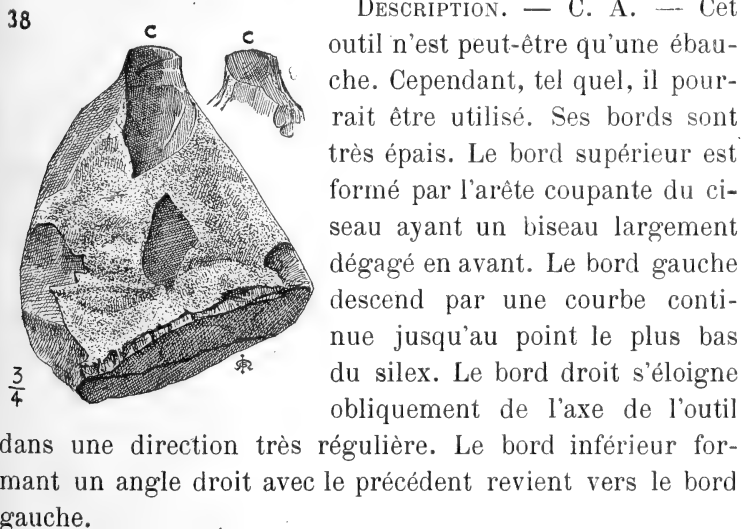 38
C
C
3/4
DESCRIPTION. — C. A. — Cet
outil n'est peut-être qu'une ébau-
che. Cependant, tel quel, il pour-
rait être utilisé. Ses bords sont
très épais. Le bord supérieur est
formé par l'arête coupante du ci-
seau ayant un biseau largement
dégagé en avant. Le bord gauche
descend par une courbe conti-
nue jusqu'au point le plus bas
du silex. Le bord droit s'éloigne
obliquement de l'axe de l'outil
dans une direction très régulière. Le bord inférieur for-
mant un angle droit avec le précédent revient vers le bord
gauche.